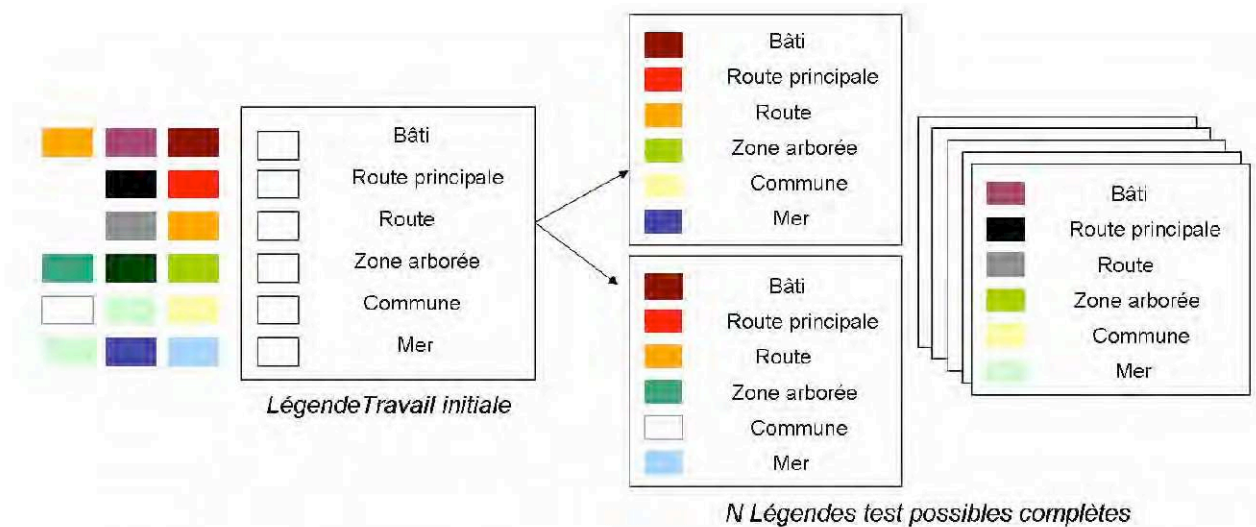 Bâti
Route principale
Route
Zone arborée
Commune
Mer
LégendeTravail initiale
Bâti
Route principale
Route
Zone arborée
Commune
Mer
Bâti
Route principale
Route
Zone arborée
Commune
Mer
Bâti
Route principale
Route
Zone arborée
Commune
Mer
N Légendes test possibles complètes